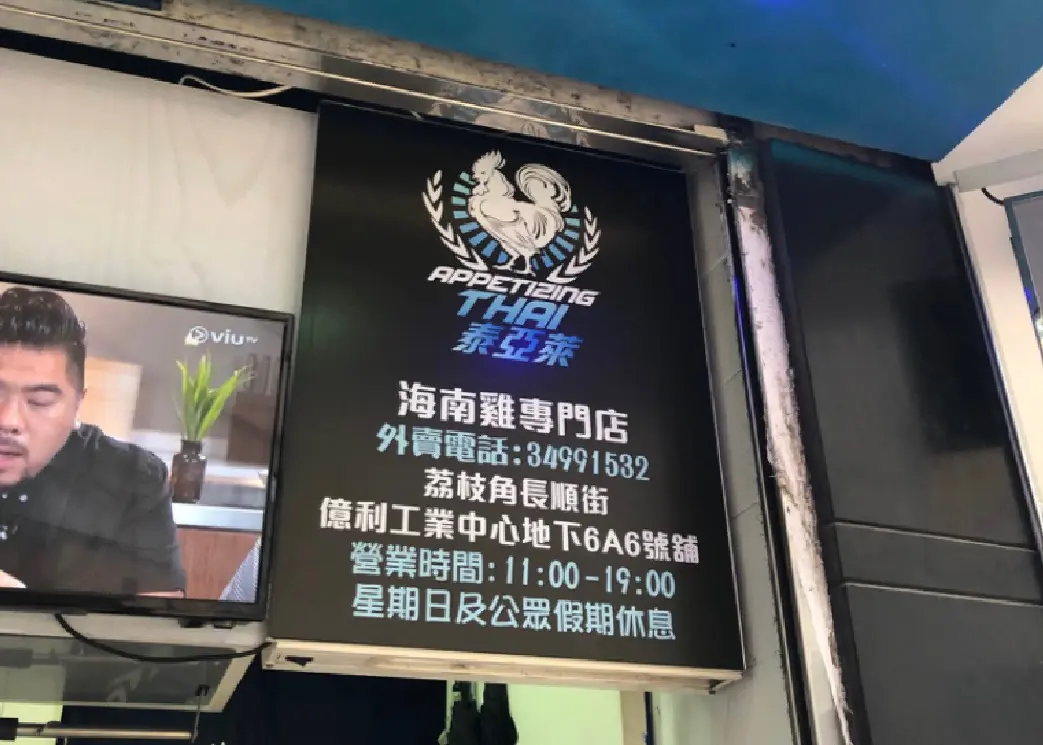 viu TV
APPETIZING
THAI
泰亞萊
海南雞專門店
外賣電話:34991532
荔枝角長順街
億利工業中心地下6A6號舖
營業時間:11:00-19:00
星期日及公眾假期休息